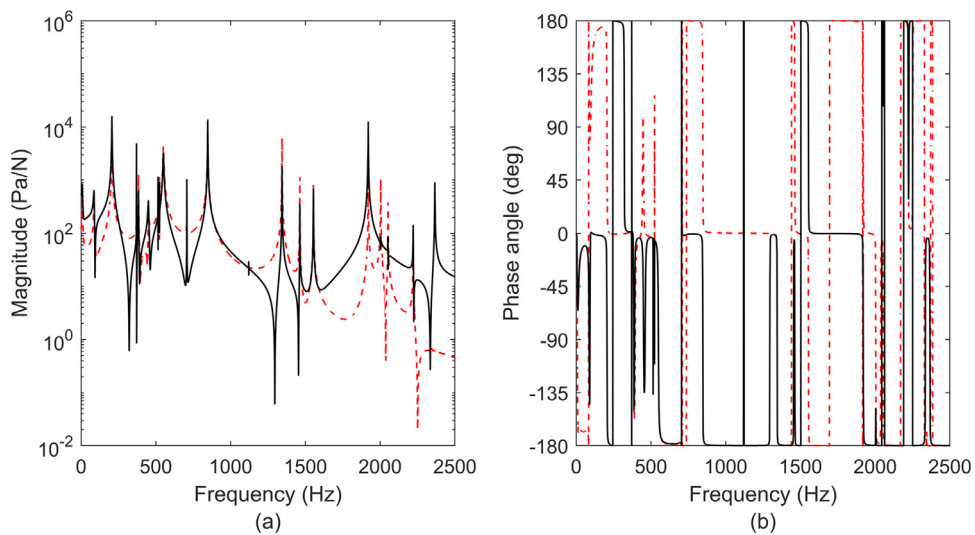 10^6
10^4
10^2
10^0
10^-2
Magnitude (Pa/N)
0 500 1000 1500 2000 2500
Frequency (Hz)
(a)
180
135
90
45
0
-45
-90
-135
-180
Phase angle (deg)
0 500 1000 1500 2000 2500
Frequency (Hz)
(b)